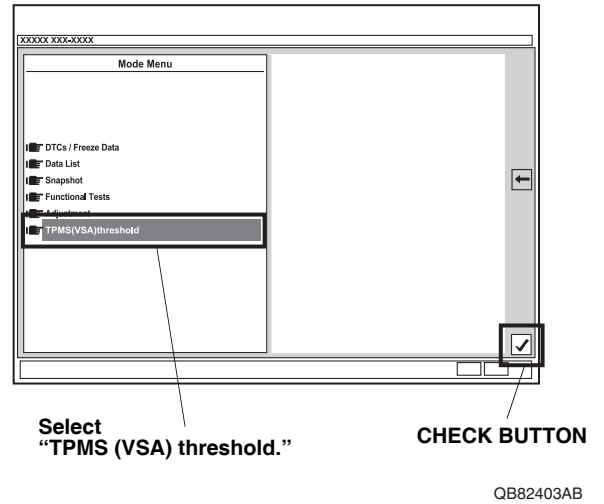 XXXXX XXX-XXXX
Mode Menu
DTCs / Freeze Data
Data List
Snapshot
Functional Tests
Adjustment
TPMS(VSA)threshold
Select
“TPMS (VSA) threshold.”
CHECK BUTTON
QB82403AB